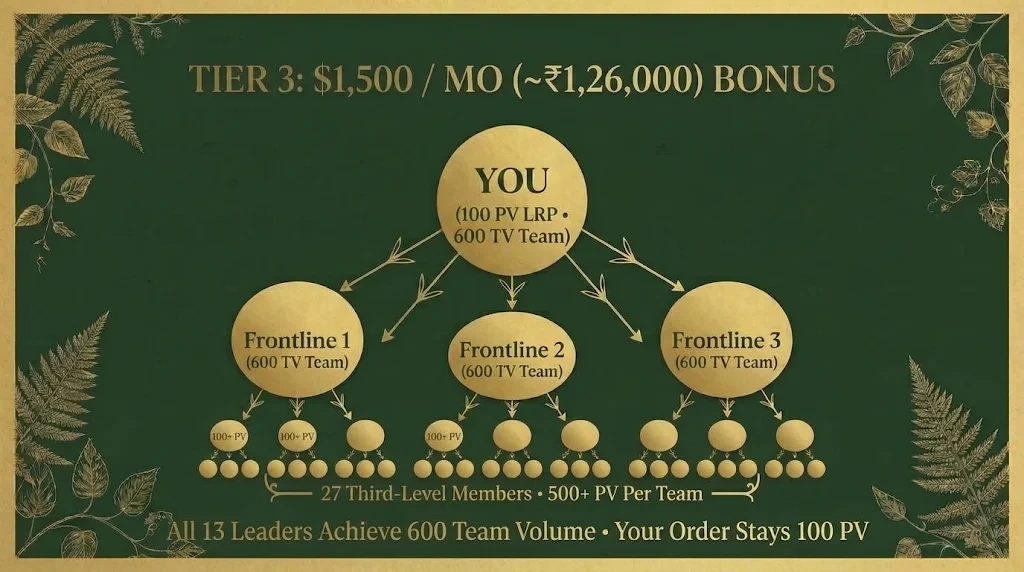 TIER 3: $1,500 / MO (~₹1,26,000) BONUS
YOU
(100 PV LRP •
600 TV Team)
Frontline 1
(600 TV Team)
Frontline 2
(600 TV Team)
Frontline 3
(600 TV Team)
100+ PV
100+ PV
100+ PV
27 Third-Level Members • 500+ PV Per Team
All 13 Leaders Achieve 600 Team Volume • Your Order Stays 100 PV